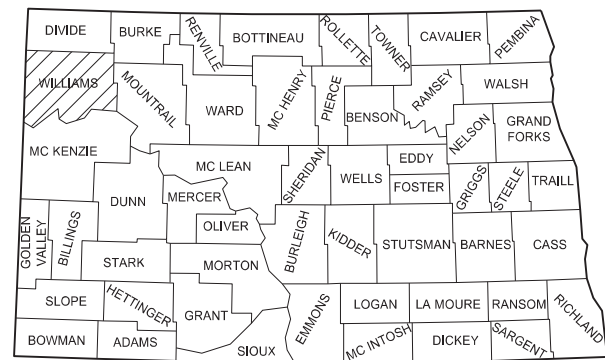 DIVIDE
BURKE
RENVILLE
BOTTINEAU
ROLLETTE
TOWNER
CAVALIER
PEMBINA
WILLIAMS
MOUNTRAIL
WARD
MC HENRY
PIERCE
BENSON
RAMSEY
WALSH
NELSON
GRAND
FORKS
MC KENZIE
DUNN
MC LEAN
MERCER
OLIVER
SHERIDAN
WELLS
EDDY
FOSTER
GRIGGS
STEELE
TRAILL
GOLDEN
VALLEY
BILLINGS
STARK
MORTON
BURLEIGH
KIDDER
STUTSMAN
BARNES
CASS
SLOPE
HETTINGER
GRANT
EMMONS
LOGAN
LA MOURE
RANSOM
RICHLAND
BOWMAN
ADAMS
SIOUX
MC INTOSH
DICKEY
SARGENT